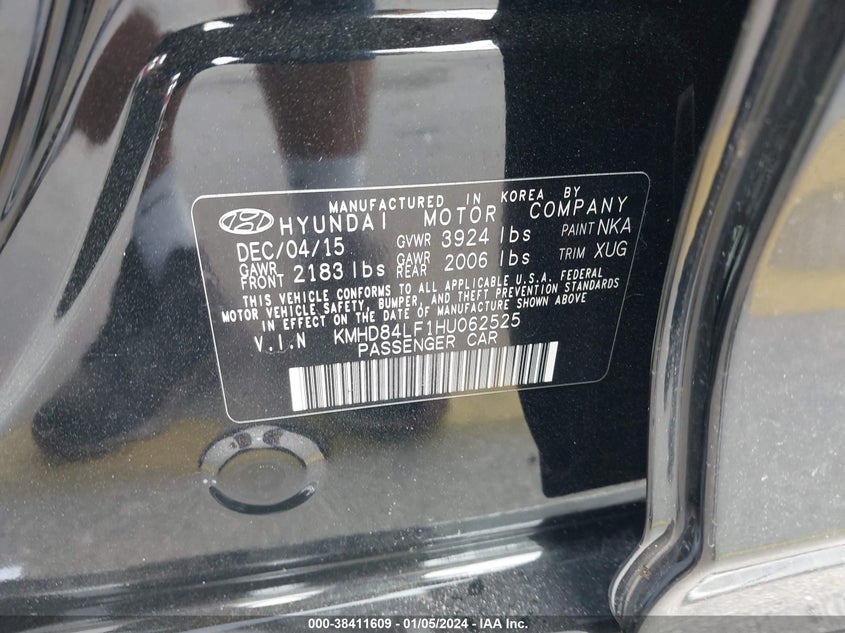 MANUFACTURED IN KOREA BY
HYUNDAI MOTOR COMPANY
DEC/04/15 GVWR 3924 lbs PAINT NKA
GAWR FRONT 2183 lbs GAWR REAR 2006 lbs TRIM XUG
THIS VEHICLE CONFORMS TO ALL APPLICABLE U.S.A. FEDERAL
MOTOR VEHICLE SAFETY, BUMPER, AND THEFT PREVENTION STANDARDS
IN EFFECT ON THE DATE OF MANUFACTURE SHOWN ABOVE
V.I.N KMHD84LF1HU062525
PASSENGER CAR
000-38411609 - 01/05/2024 - IAA Inc.